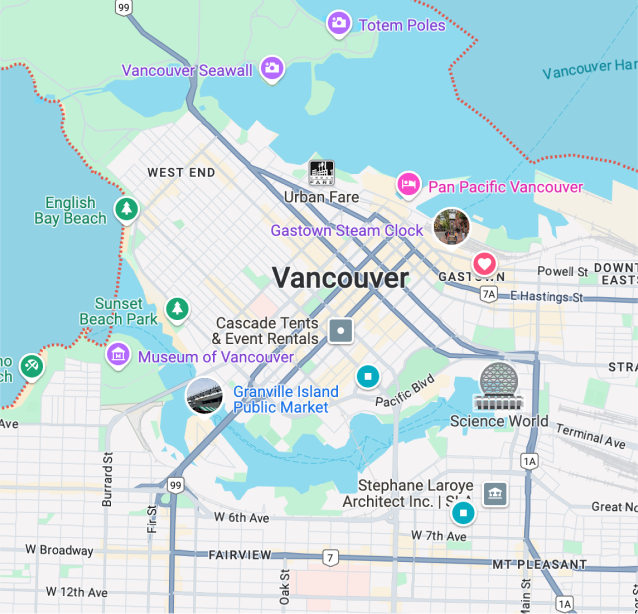 99
Totem Poles
Vancouver Seawall
Vancouver Har
WEST END
Urban Fare
FARE
Pan Pacific Vancouver
English
Bay Beach
Gastown Steam Clock
Vancouver
GASTOWN
Powell St
DOWNT
EASTS
7A
E Hastings St
Sunset
Beach Park
Cascade Tents
& Event Rentals
Museum of Vancouver
no
ch
STRA
Granville Island
Public Market
Pacific Blvd
Science World
Ave
Terminal Ave
Burrard St
1A
99
Stephane Laroye
Architect Inc. | SLA
Fir St
W 6th Ave
Great No
W 7th Ave
W Broadway
FAIRVIEW
7
MT PLEASANT
Oak St
W 12th Ave
Main St
1A